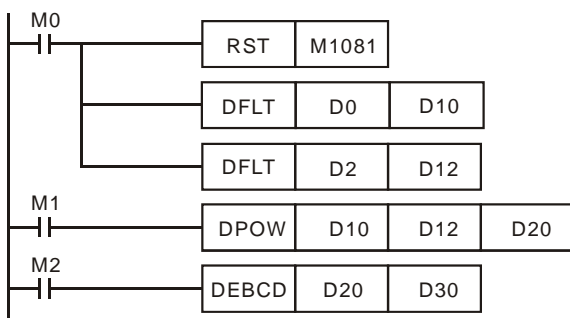 M0
RST M1081
DFLT D0 D10
DFLT D2 D12
M1
DPOW D10 D12 D20
M2
DEBCD D20 D30